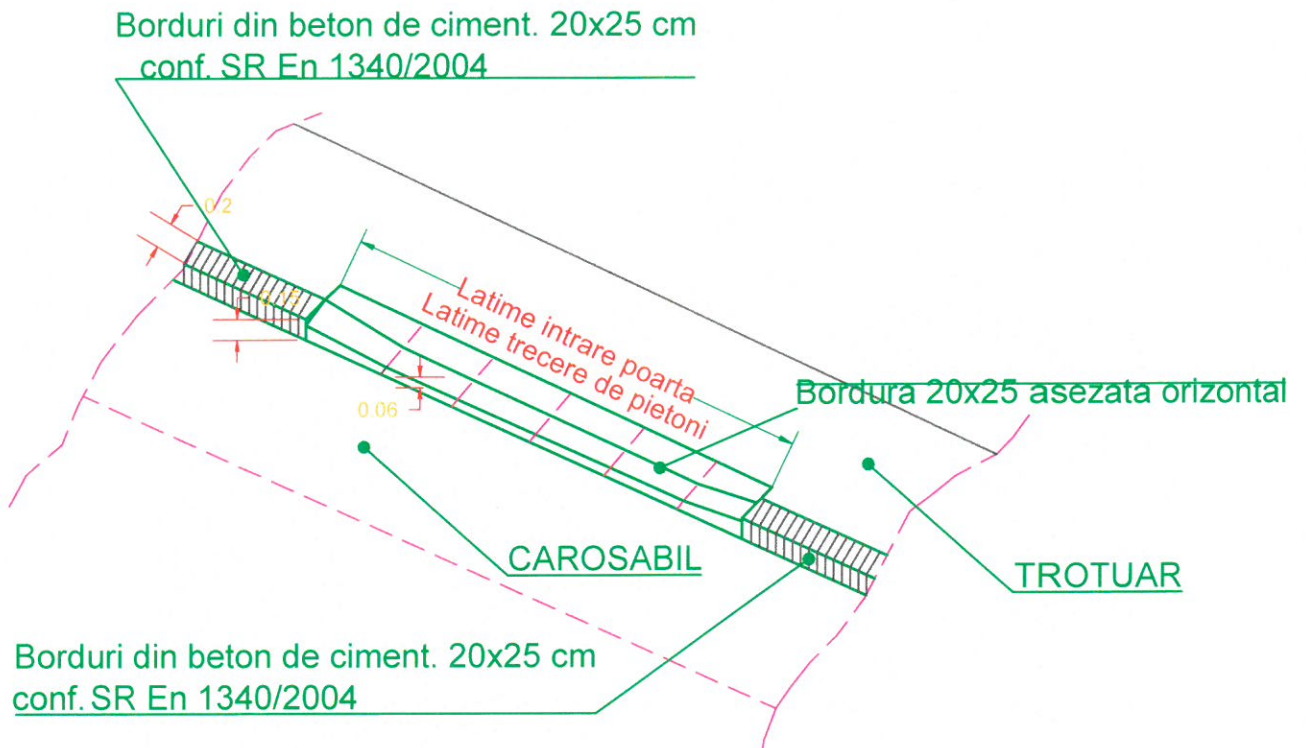 Borduri din beton de ciment. 20x25 cm
conf. SR En 1340/2004
0.2
0.15
Latime intrare poarta
Latime trecere de pietoni
0.06
Bordura 20x25 asezata orizontal
CAROSABIL
TROTUAR
Borduri din beton de ciment. 20x25 cm
conf. SR En 1340/2004